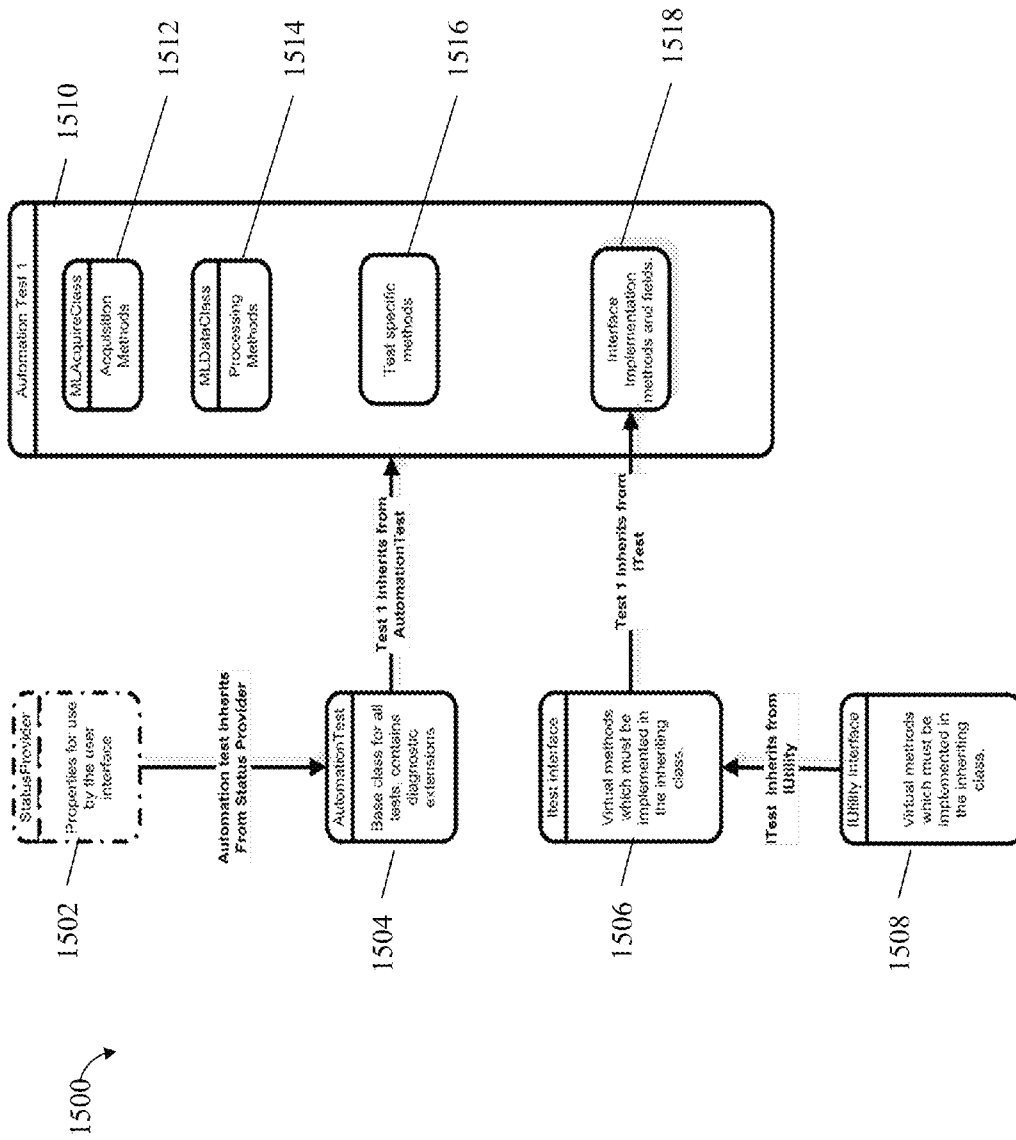 1500
1502
StatusProvider
Properties for use
by the user
interface
Automation test inherits
From Status Provider
1504
AutomationTest
Base class for all
tests, contains
diagnostic
extensions
Test 1 Inherits from
AutomationTest
1506
Itest interface
Virtual methods
which must be
implemented in
the inheriting
class.
Test 1 Inherits from
ITest
ITest Inherits from
IUtility
1508
IUtility Interface
Virtual methods
which must be
implemented in
the inheriting
class.
Automation Test 1
1510
MLAcquireClass
Acquisition
Methods
1512
MLDataClass
Processing
Methods
1514
Test specific
methods
1516
Interface
Implementation
methods and fields.
1518